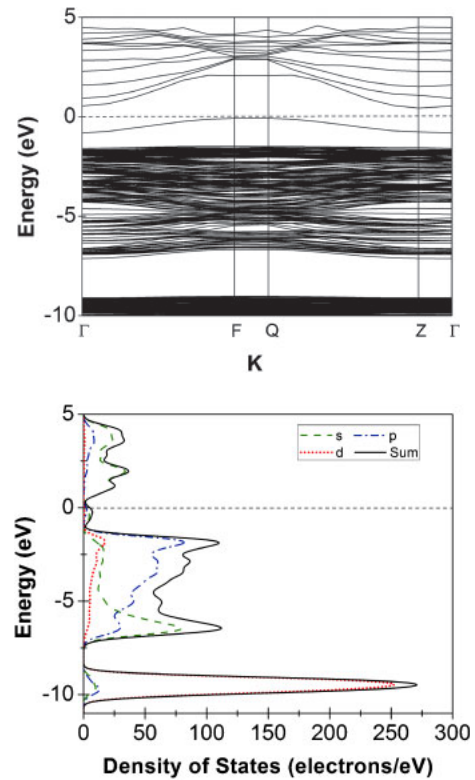 5
0
-5
-10
Energy (eV)
Γ F Q Z Γ
K
5
0
-5
-10
Energy (eV)
s p
d Sum
0 50 100 150 200 250 300
Density of States (electrons/eV)